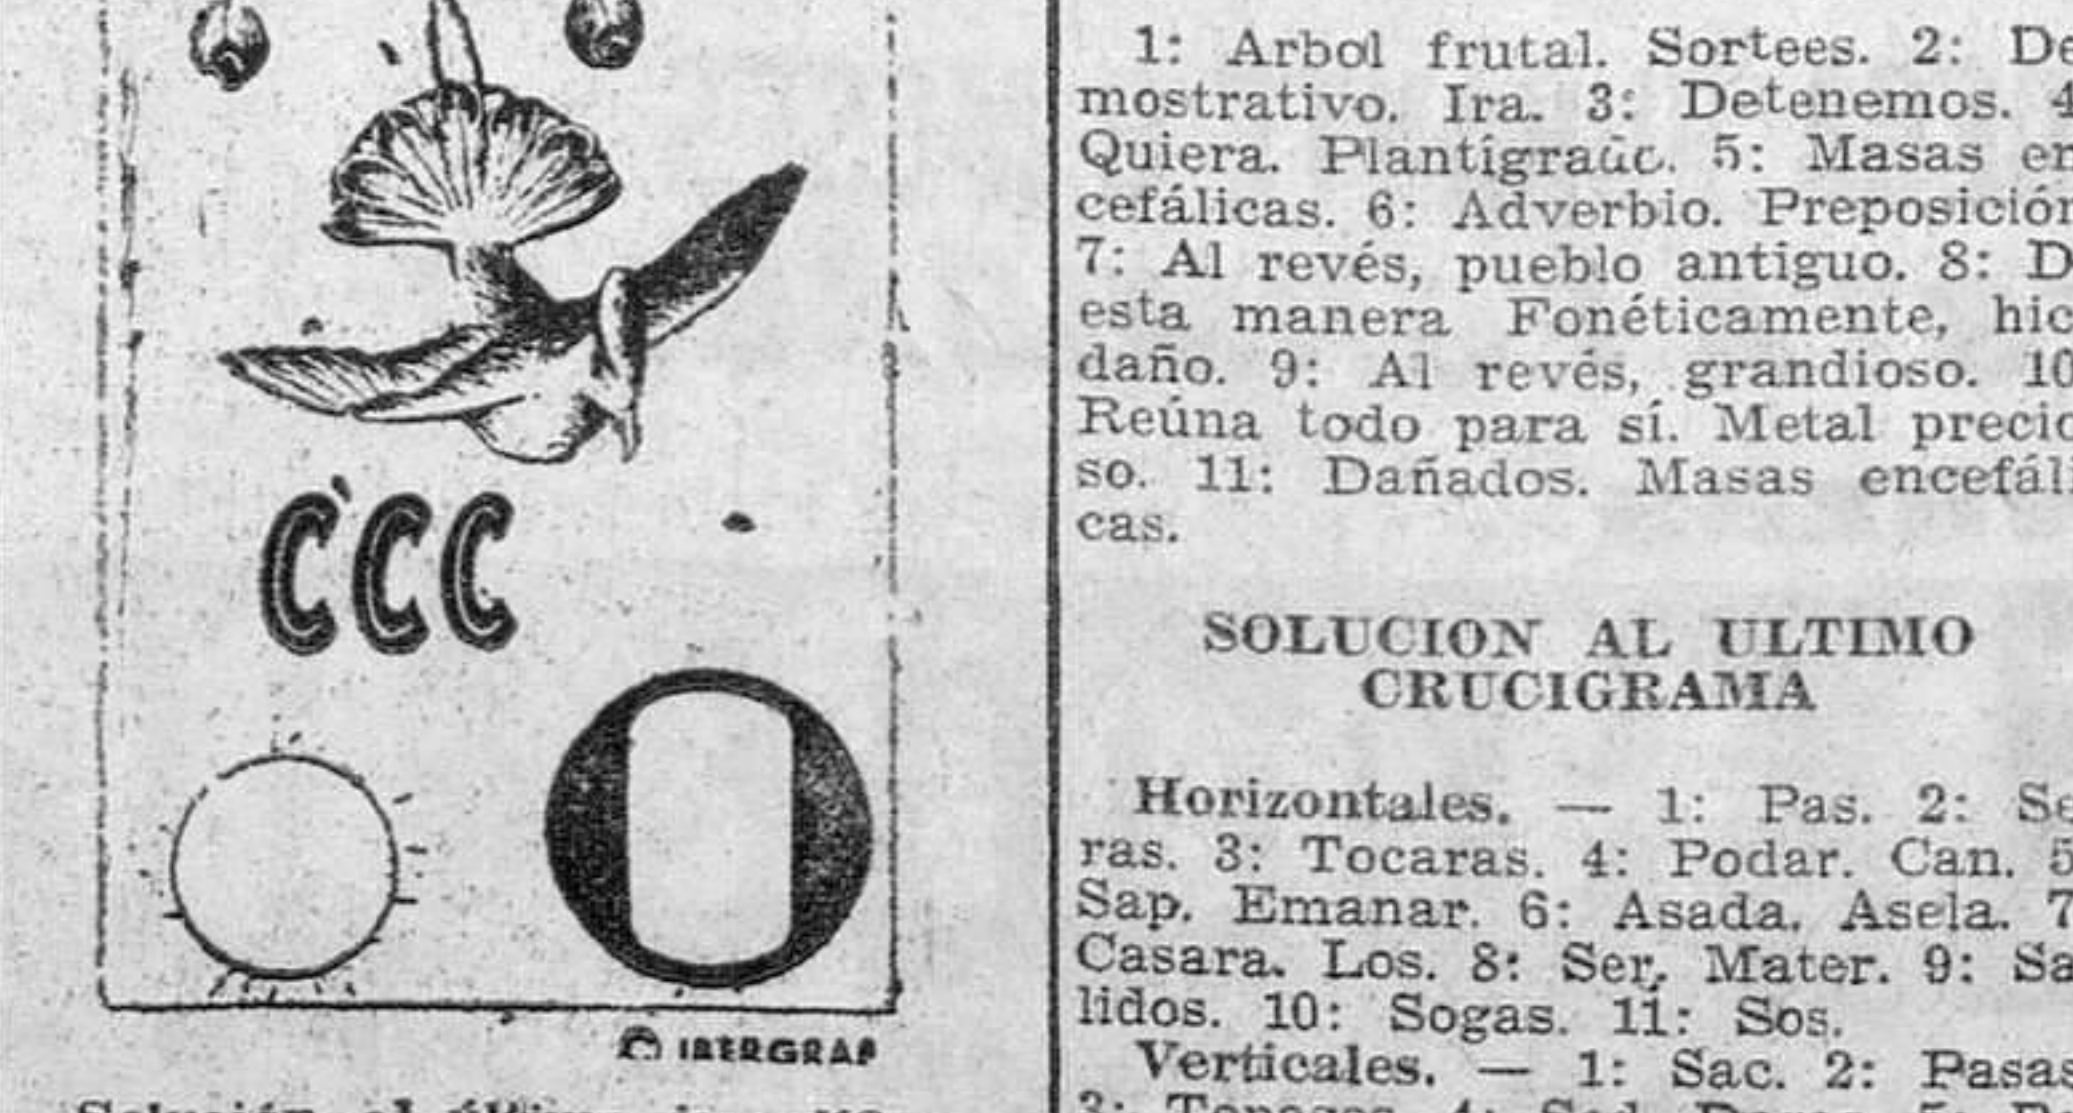 CCC
O
IBERGRAF
1: Arbol frutal. Sortees. 2: De
mostrativo. Ira. 3: Detenemos. 4
Quiera. Plantígrado. 5: Masas en
cefálicas. 6: Adverbio. Preposición
7: Al revés, pueblo antiguo. 8: D
esta manera Fonéticamente, hic
daño. 9: Al revés, grandioso. 10
Reúna todo para sí. Metal precio
so. 11: Dañados. Masas encefáli
cas.
SOLUCION AL ULTIMO
CRUCIGRAMA
Horizontales. — 1: Pas. 2: Se
ras. 3: Tocaras. 4: Podar. Can. 5
Sap. Emanar. 6: Asada. Asela. 7
Casara. Los. 8: Ser. Mater. 9: Sa
lidos. 10: Sogas. 11: Sos.
Verticales. — 1: Sac. 2: Pasas